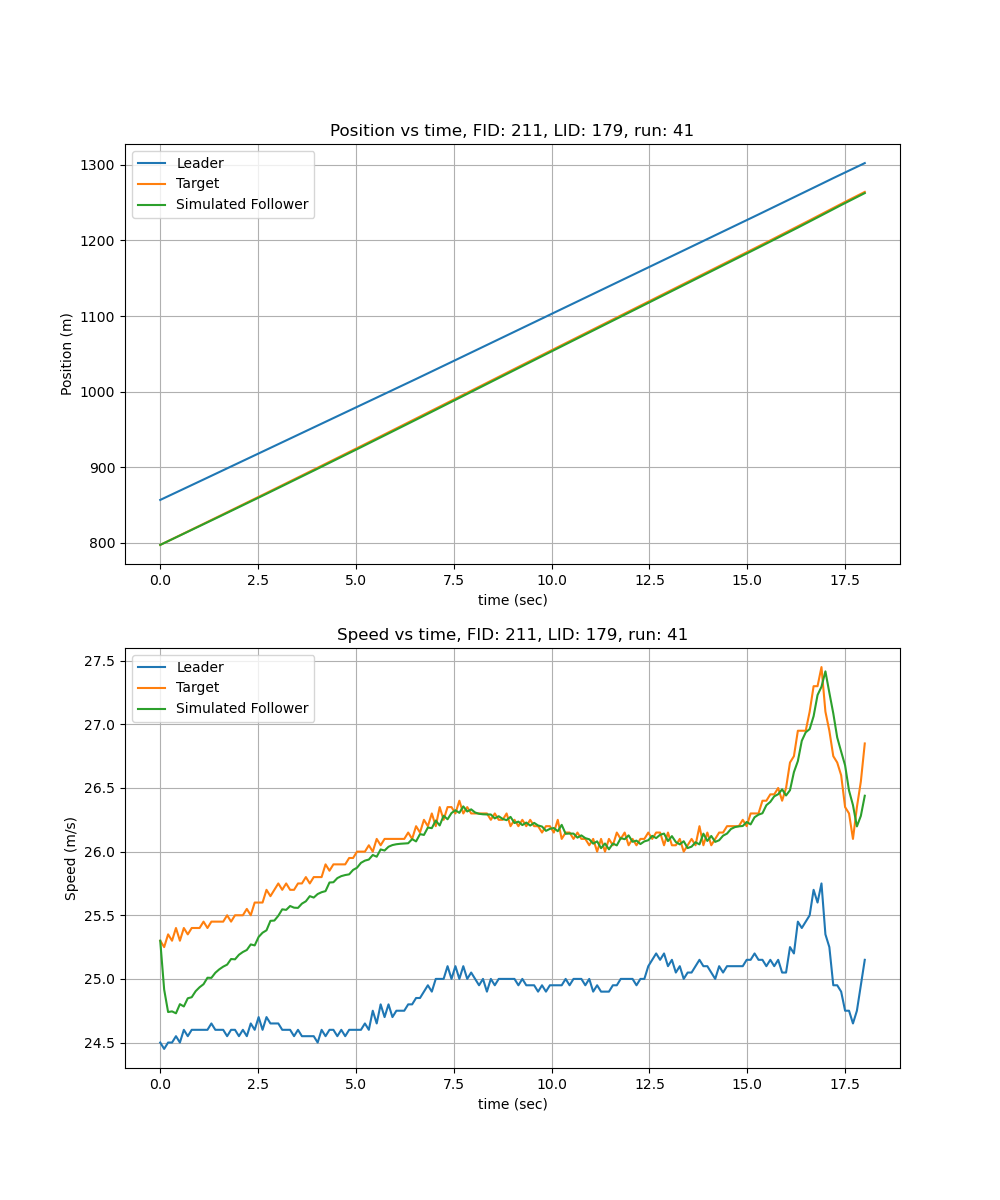 Position vs time, FID: 211, LID: 179, run: 41
Leader
Target
Simulated Follower
1300
1200
1100
1000
900
800
Position (m)
0.0 2.5 5.0 7.5 10.0 12.5 15.0 17.5
time (sec)
Speed vs time, FID: 211, LID: 179, run: 41
Leader
Target
Simulated Follower
27.5
27.0
26.5
26.0
25.5
25.0
24.5
Speed (m/s)
0.0 2.5 5.0 7.5 10.0 12.5 15.0 17.5
time (sec)